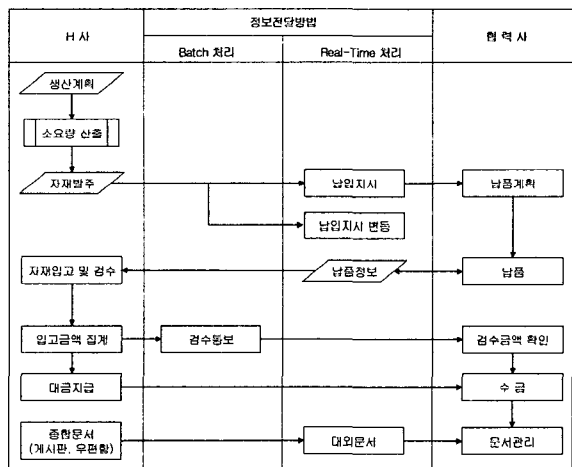 H 사
정보전달방법
협 력 사
Batch 처리
Real-Time 처리
생산계획
소요량 산출
자재발주
납입지시
납품계획
납입지시 변동
자재입고 및 검수
납품정보
납품
입고금액 집계
검수통보
검수금액 확인
대금지급
수 금
종합문서
(게시판, 우편함)
대외문서
문서관리